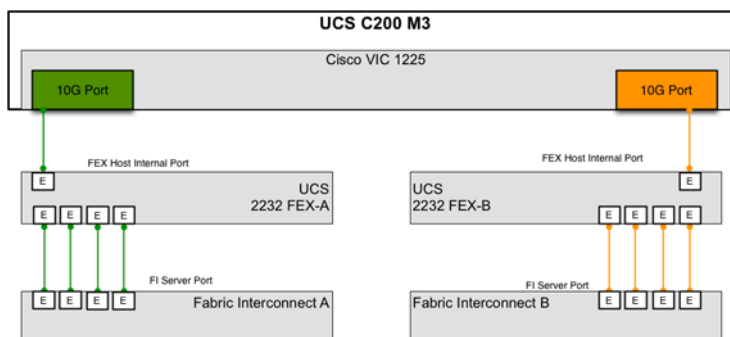 UCS C200 M3
Cisco VIC 1225
10G Port
10G Port
FEX Host Internal Port
FEX Host Internal Port
E
E
UCS
2232 FEX-A
UCS
2232 FEX-B
E E E E
E E E E
FI Server Port
FI Server Port
E E E E
Fabric Interconnect A
Fabric Interconnect B
E E E E